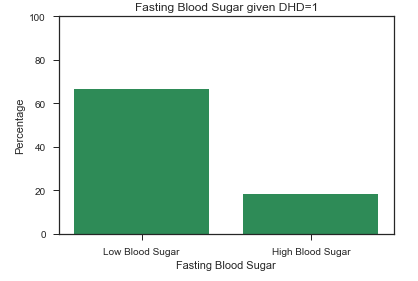 Fasting Blood Sugar given DHD=1
100
80
60
40
20
0
Percentage
Low Blood Sugar
High Blood Sugar
Fasting Blood Sugar